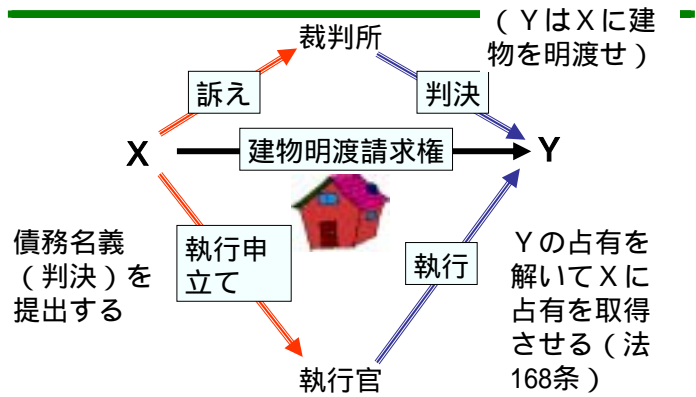 裁判所
（ＹはＸに建
物を明渡せ）
訴え
判決
X
建物明渡請求権
Y
債務名義
（判決）を
提出する
執行申
立て
執行
Ｙの占有を
解いてＸに
占有を取得
させる（法
168条）
執行官